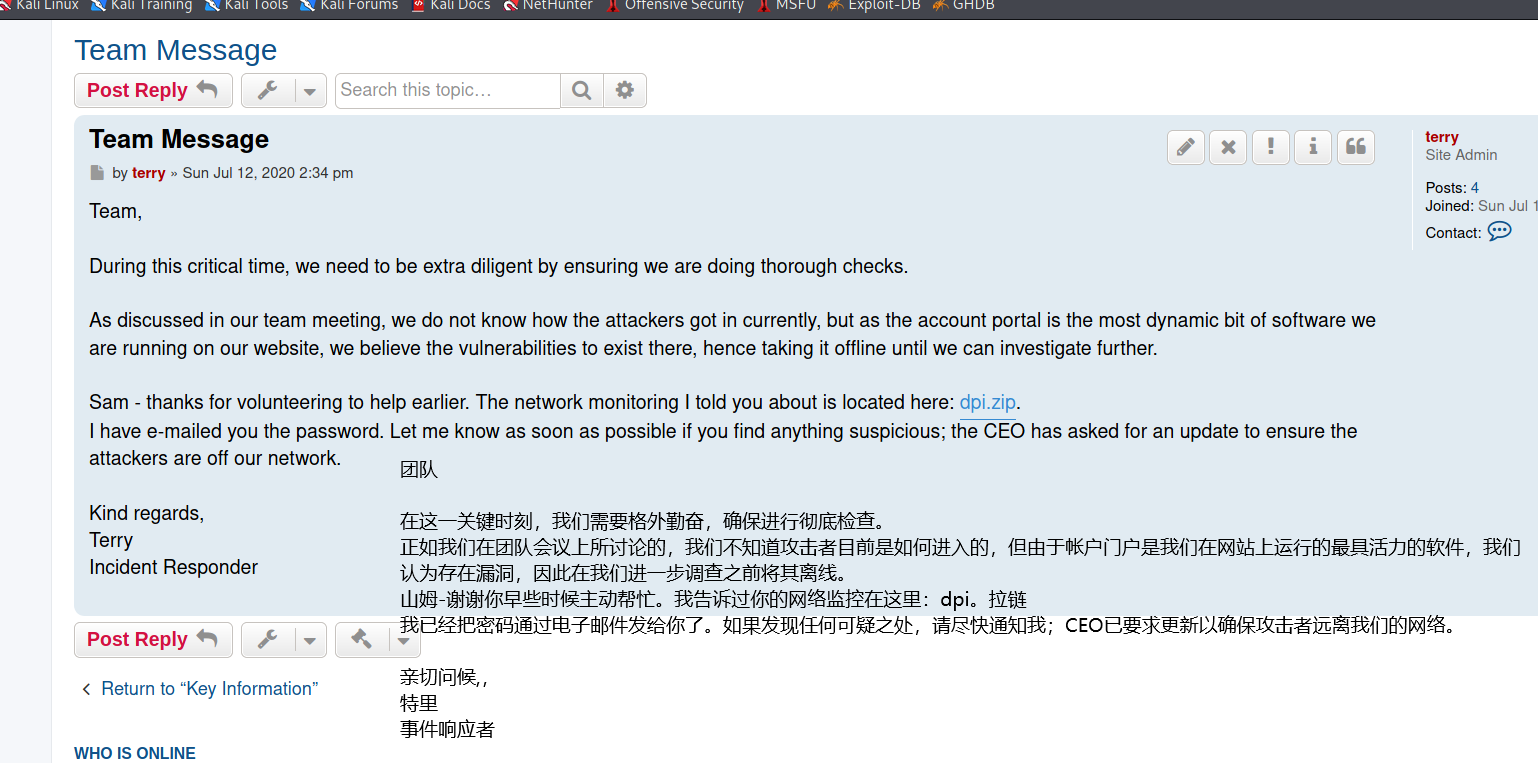 Kali Linux Kali Training Kali Tools Kali Forums Kali Docs NetHunter Offensive Security MSFU Exploit-DB GHDB
Team Message
Post Reply
Search this topic…
Team Message
by terry » Sun Jul 12, 2020 2:34 pm
terry
Site Admin
Posts: 4
Joined: Sun Jul 1
Contact:
Team,
During this critical time, we need to be extra diligent by ensuring we are doing thorough checks.
As discussed in our team meeting, we do not know how the attackers got in currently, but as the account portal is the most dynamic bit of software we
are running on our website, we believe the vulnerabilities to exist there, hence taking it offline until we can investigate further.
Sam - thanks for volunteering to help earlier. The network monitoring I told you about is located here: dpi.zip.
I have e-mailed you the password. Let me know as soon as possible if you find anything suspicious; the CEO has asked for an update to ensure the
attackers are off our network.
Kind regards,
Terry
Incident Responder
团队
在这一关键时刻，我们需要格外勤奋，确保进行彻底检查。
正如我们在团队会议上所讨论的，我们不知道攻击者目前是如何进入的，但由于帐户门户是我们在网站上运行的最具活力的软件，我们
认为存在漏洞，因此在我们进一步调查之前将其离线。
山姆-谢谢你早些时候主动帮忙。我告诉过你的网络监控在这里：dpi。拉链
我已经把密码通过电子邮件发给你了。如果发现任何可疑之处，请尽快通知我；CEO已要求更新以确保攻击者远离我们的网络。
亲切问候,,
特里
事件响应者
Post Reply
Return to “Key Information”
WHO IS ONLINE